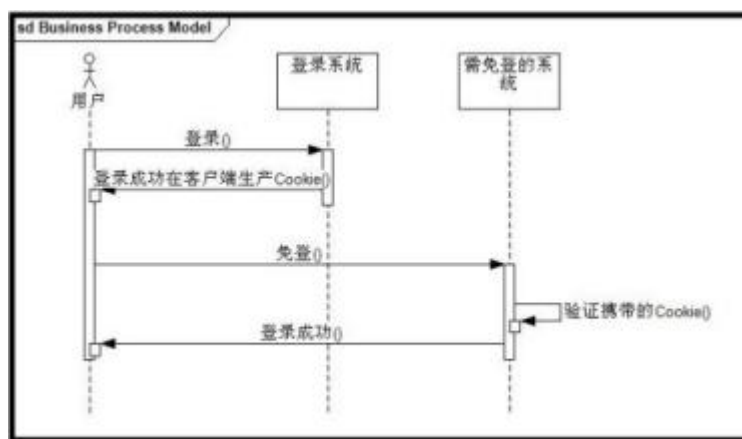 sd Business Process Model
用户
登录系统
需免登的系
统
登录()
登录成功在客户端生产Cookie()
免登()
验证携带的Cookie()
登录成功()